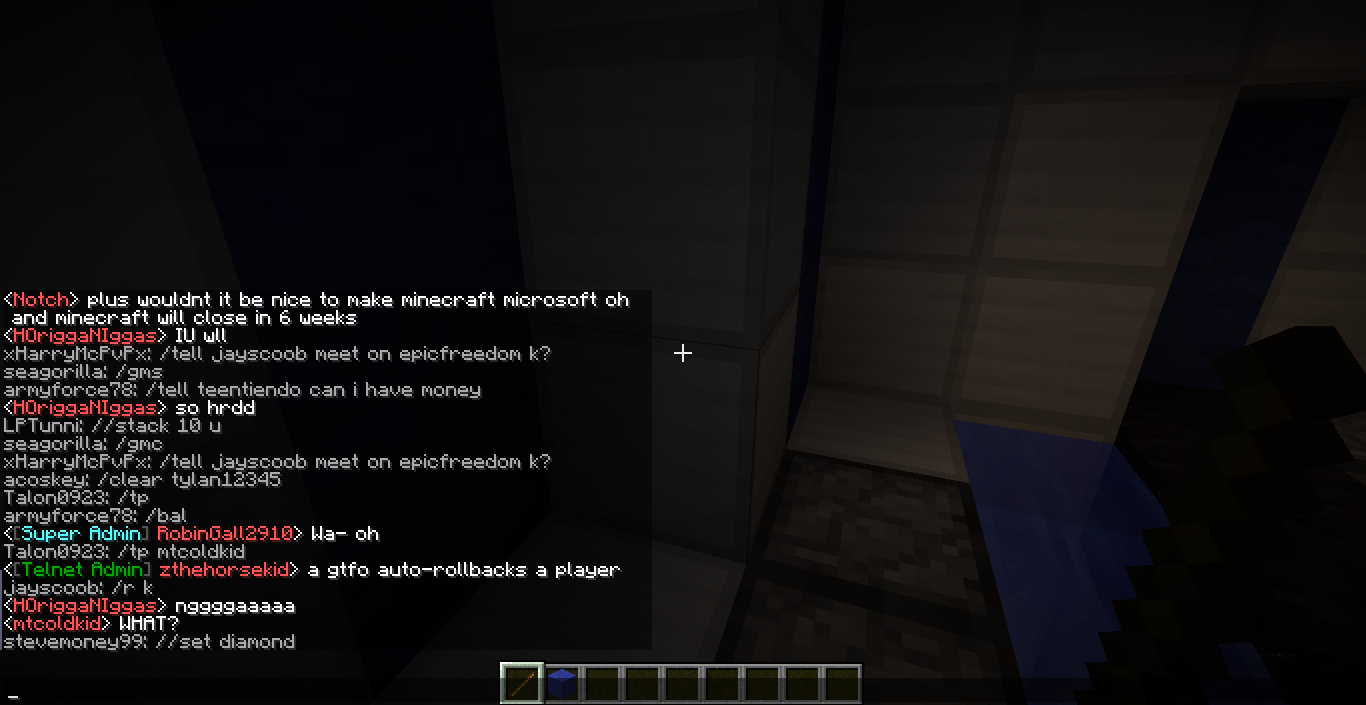 <Notch> plus wouldnt it be nice to make minecraft microsoft oh
and minecraft will close in 6 weeks
<HOriggaNIggas> IU wll
xHarryMcPvPx: /tell jayscoob meet on epicfreedom k?
seagorilla: /gms
armyforce78: /tell teentiendo can i have money
<HOriggaNIggas> so hrdd
LPTunni: //stack 10 u
seagorilla: /gmc
xHarryMcPvPx: /tell jayscoob meet on epicfreedom k?
acoskey: /clear tylan12345
Talon0923: /tp
armyforce78: /bal
<[Super Admin] RobinGall2910> Wa- oh
Talon0923: /tp mtcoldkid
<[Telnet Admin] zthehorsekid> a gtfo auto-rollbacks a player
jayscoob: /r k
<HOriggaNIggas> nggggaaaaa
<mtcoldkid> WHAT?
stevemoney99: //set diamond
_